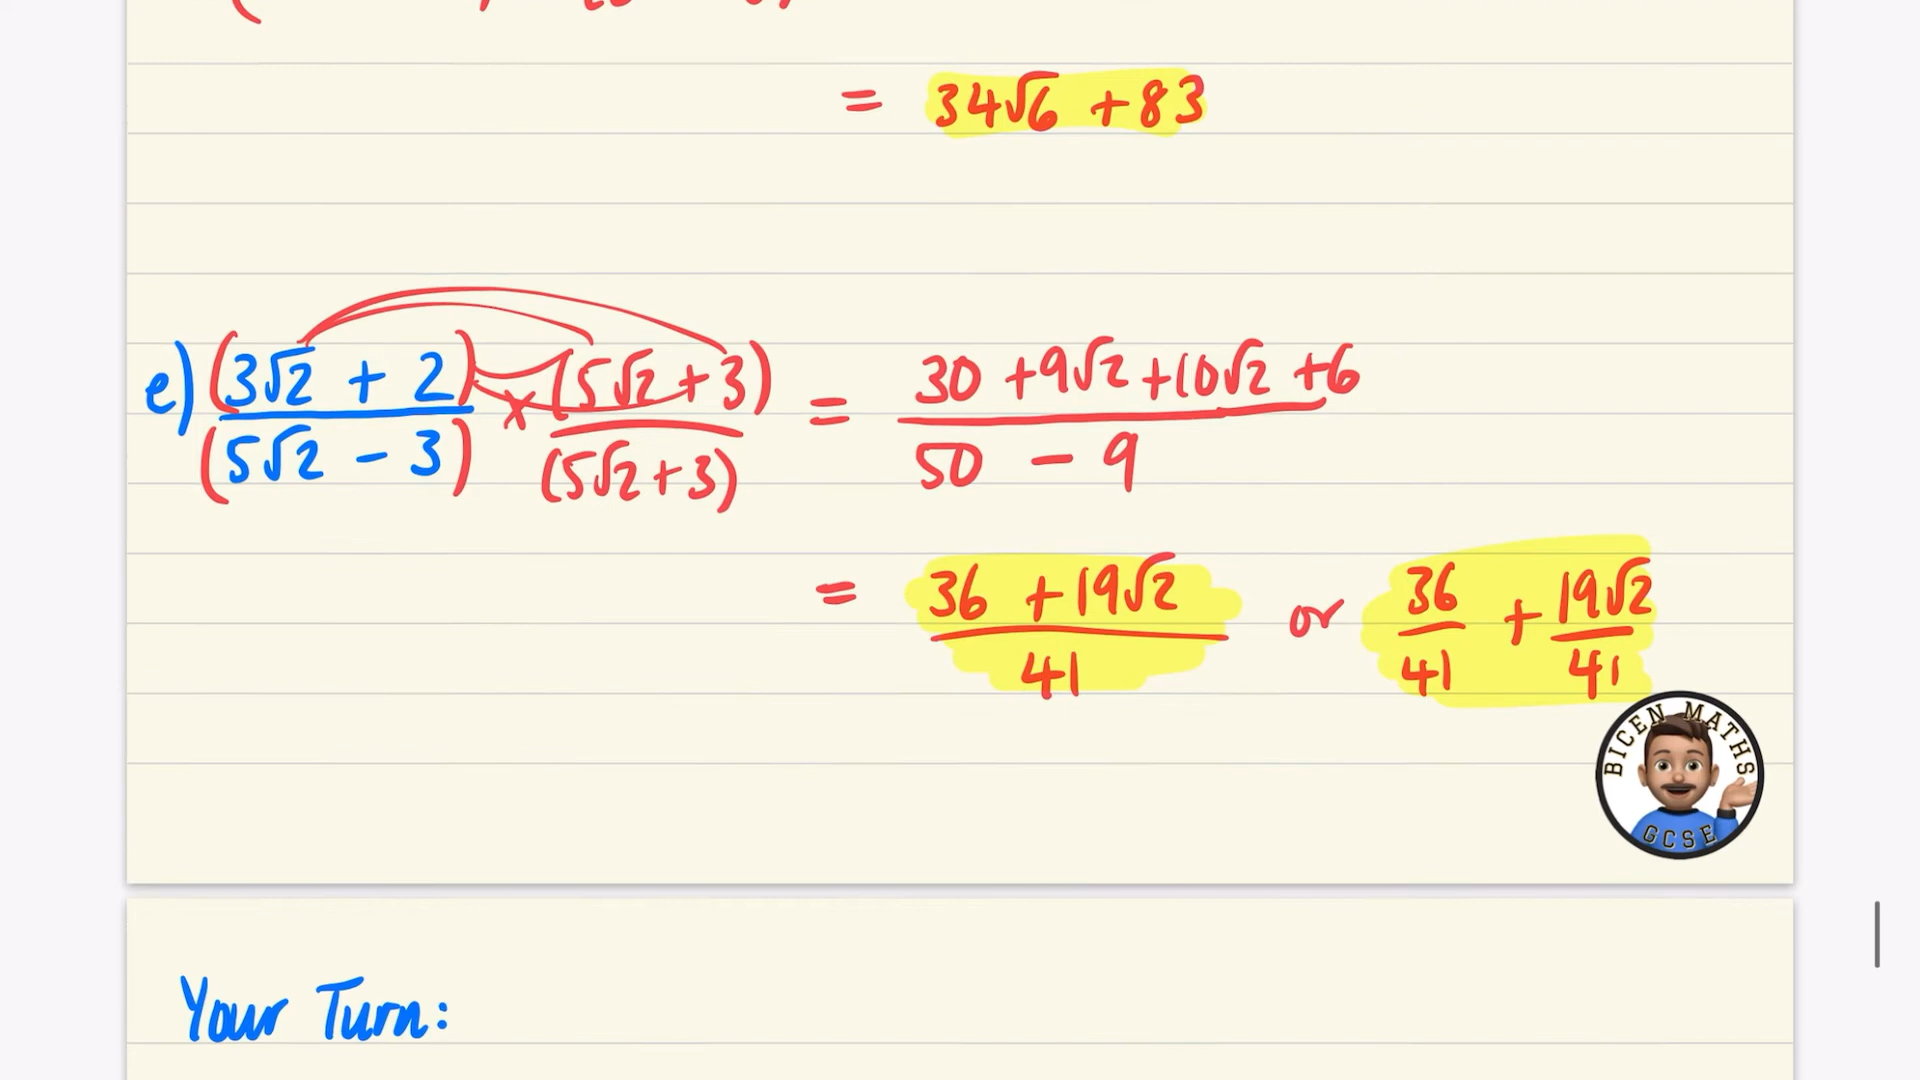 = 34√6 + 83
e) (3√2 + 2) / (5√2 - 3) × (5√2 + 3) / (5√2 + 3) = (30 + 9√2 + 10√2 + 6) / (50 - 9)
= (36 + 19√2) / 41 or 36/41 + 19√2/41
BICEN MATHS
GCSE
Your Turn: